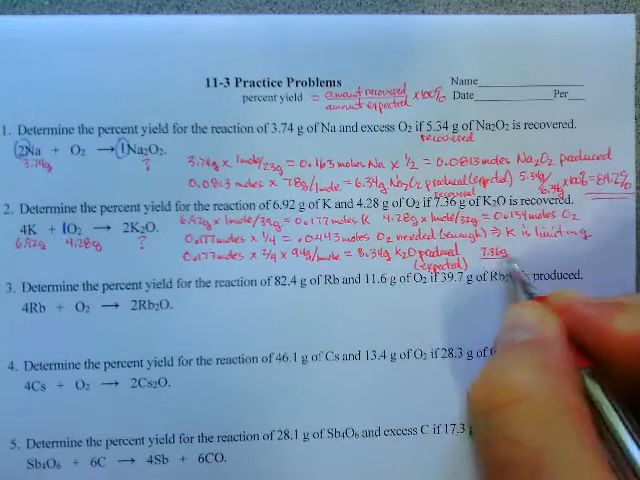 11-3 Practice Problems Name
percent yield = amount recovered / amount expected x100% Date Per
1. Determine the percent yield for the reaction of 3.74 g of Na and excess O₂ if 5.34 g of Na₂O₂ is recovered.
recovered
2Na + O₂ → 1Na₂O₂.
3.74g ?
3.74g x 1mole/23g = 0.163 moles Na x 1/2 = 0.0813 moles Na₂O₂ produced
0.0813 moles x 78g/1mole = 6.34g Na₂O₂ produced (expected) 5.34g/6.34g x100% = 84.2%
recovered
2. Determine the percent yield for the reaction of 6.92 g of K and 4.28 g of O₂ if 7.36 g of K₂O is recovered.
6.92g x 1mole/39g = 0.177 moles K 4.28g x 1mole/32g = 0.134 moles O₂
4K + 1O₂ → 2K₂O.
6.92g 4.28g ?
0.177 moles x 1/4 = .0443 moles O₂ needed (enough) ⇒ K is limiting
0.177 moles x 2/4 x 94g/1mole = 8.34g K₂O produced 7.36g
(expected)
3. Determine the percent yield for the reaction of 82.4 g of Rb and 11.6 g of O₂ if 39.7 g of is produced.
4Rb + O₂ → 2Rb₂O.
4. Determine the percent yield for the reaction of 46.1 g of Cs and 13.4 g of O₂ if 28.3 g of
4Cs + O₂ → 2Cs₂O.
5. Determine the percent yield for the reaction of 28.1 g of Sb₄O₆ and excess C if 17.3
Sb₄O₆ + 6C → 4Sb + 6CO.